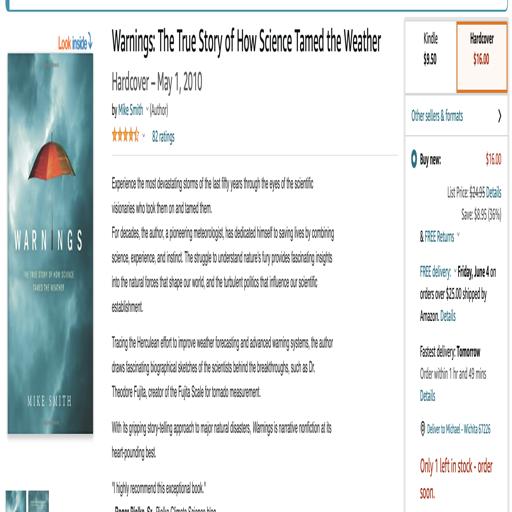 Look inside
Warnings: The True Story of How Science Tamed the Weather
Hardcover – May 1, 2010
by Mike Smith (Author)
82 ratings
Experience the most devastating storms of the last fifty years through the eyes of the scientific
visionaries who took them on and tamed them.
For decades, the author, a pioneering meteorologist, has dedicated himself to saving lives by combining
science, experience, and instinct. The struggle to understand nature's fury provides fascinating insights
into the natural forces that shape our world, and the turbulent politics that influence our scientific
establishment.
Tracing the Herculean effort to improve weather forecasting and advanced warning systems, the author
draws fascinating biographical sketches of the scientists behind the breakthroughs, such as Dr.
Theodore Fujita, creator of the Fujita Scale for tornado measurement.
With its gripping story-telling approach to major natural disasters, Warnings is narrative nonfiction at its
heart-pounding best.
"I highly recommend this exceptional book."
WARNINGS
THE TRUE STORY OF HOW SCIENCE
TAMED THE WEATHER
MIKE SMITH
Kindle
$9.50
Hardcover
$16.00
Other sellers & formats
Buy new:
$16.00
List Price: $24.95 Details
Save: $8.95 (36%)
& FREE Returns
FREE delivery: Friday, June 4 on
orders over $25.00 shipped by
Amazon. Details
Fastest delivery: Tomorrow
Order within 1 hr and 49 mins
Details
Deliver to Michael - Wichita 67226
Only 1 left in stock - order
soon.